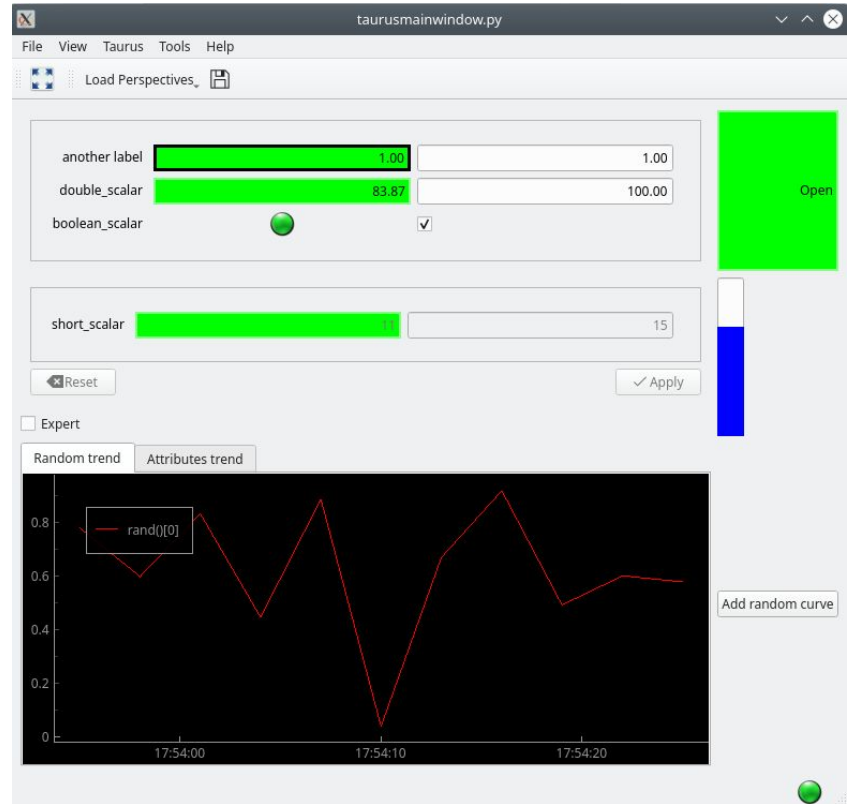 taurusmainwindow.py
File View Taurus Tools Help
Load Perspectives
another label 1.00 1.00
double_scalar 83.87 100.00
boolean_scalar
Open
short_scalar 11 15
Reset Apply
Expert
Random trend Attributes trend
rand()[0]
0.8
0.6
0.4
0.2
0
17:54:00 17:54:10 17:54:20
Add random curve